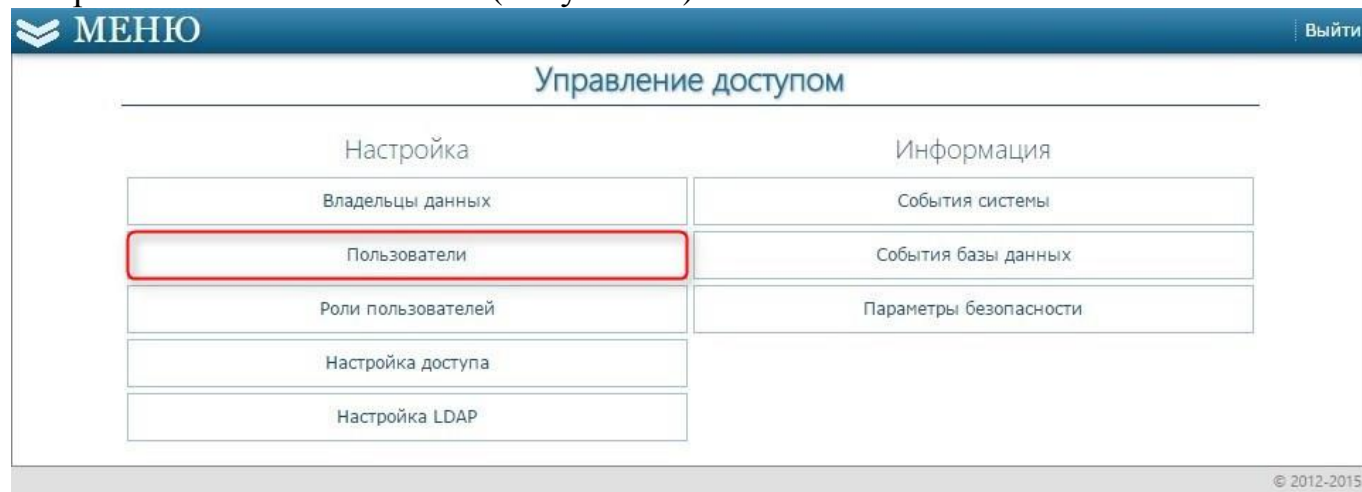 МЕНЮ
Выйти
Управление доступом
Настройка
Владельцы данных
Пользователи
Роли пользователей
Настройка доступа
Настройка LDAP
Информация
События системы
События базы данных
Параметры безопасности
© 2012-2015